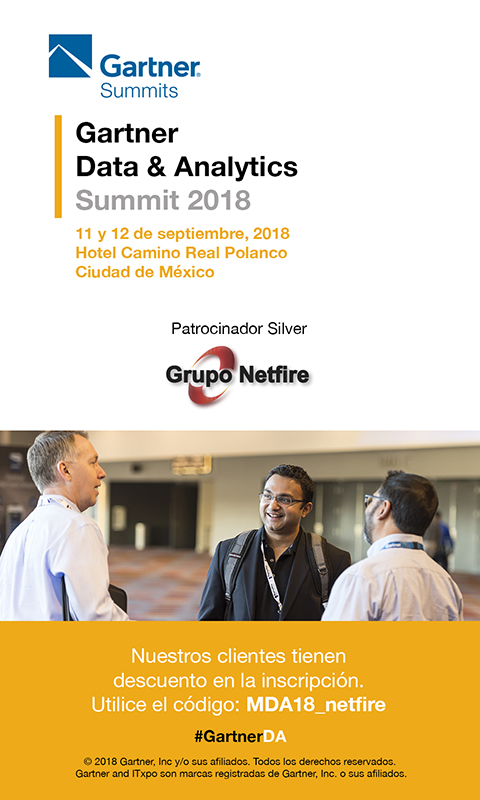 Gartner®
Summits
Gartner
Data & Analytics
Summit 2018
11 y 12 de septiembre, 2018
Hotel Camino Real Polanco
Ciudad de México
Patrocinador Silver
Grupo Netfire
Nuestros clientes tienen
descuento en la inscripción.
Utilice el código: MDA18_netfire
#GartnerDA
© 2018 Gartner, Inc y/o sus afiliados. Todos los derechos reservados.
Gartner and ITxpo son marcas registradas de Gartner, Inc. o sus afiliados.